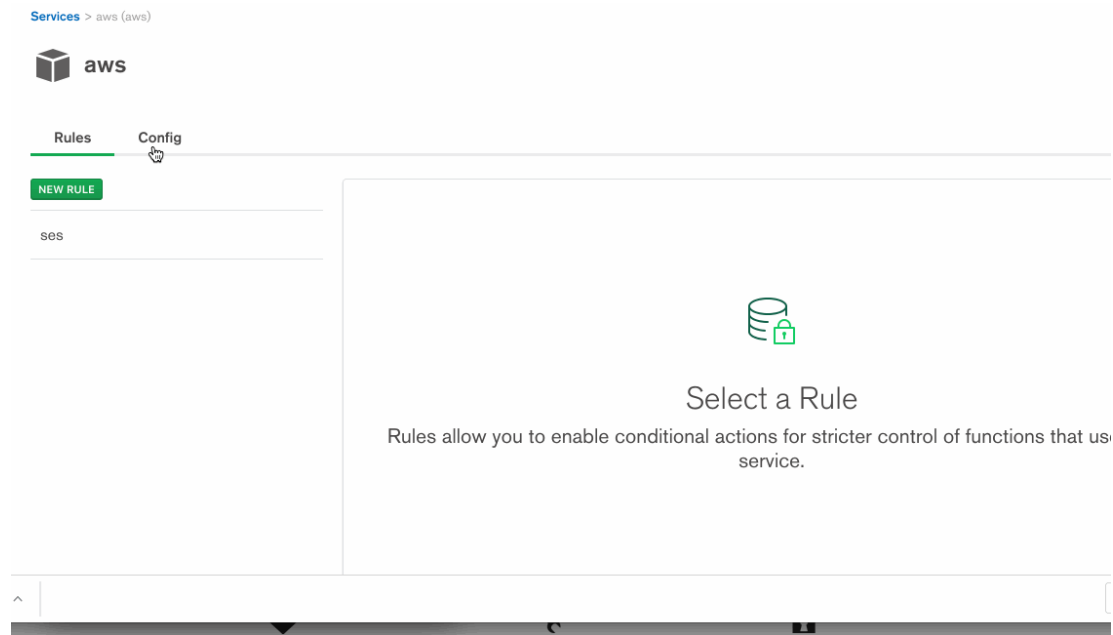 Services > aws (aws)
aws
Rules Config
NEW RULE
ses
Select a Rule
Rules allow you to enable conditional actions for stricter control of functions that
service.